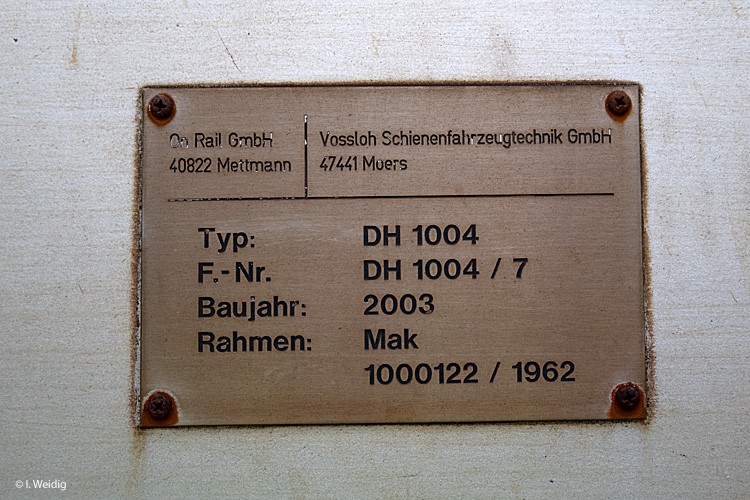 On Rail GmbH
40822 Mettmann
Vossloh Schienenfahrzeugtechnik GmbH
47441 Moers
Typ: DH 1004
F.-Nr. DH 1004 / 7
Baujahr: 2003
Rahmen: Mak
1000122 / 1962
© I. Weidig